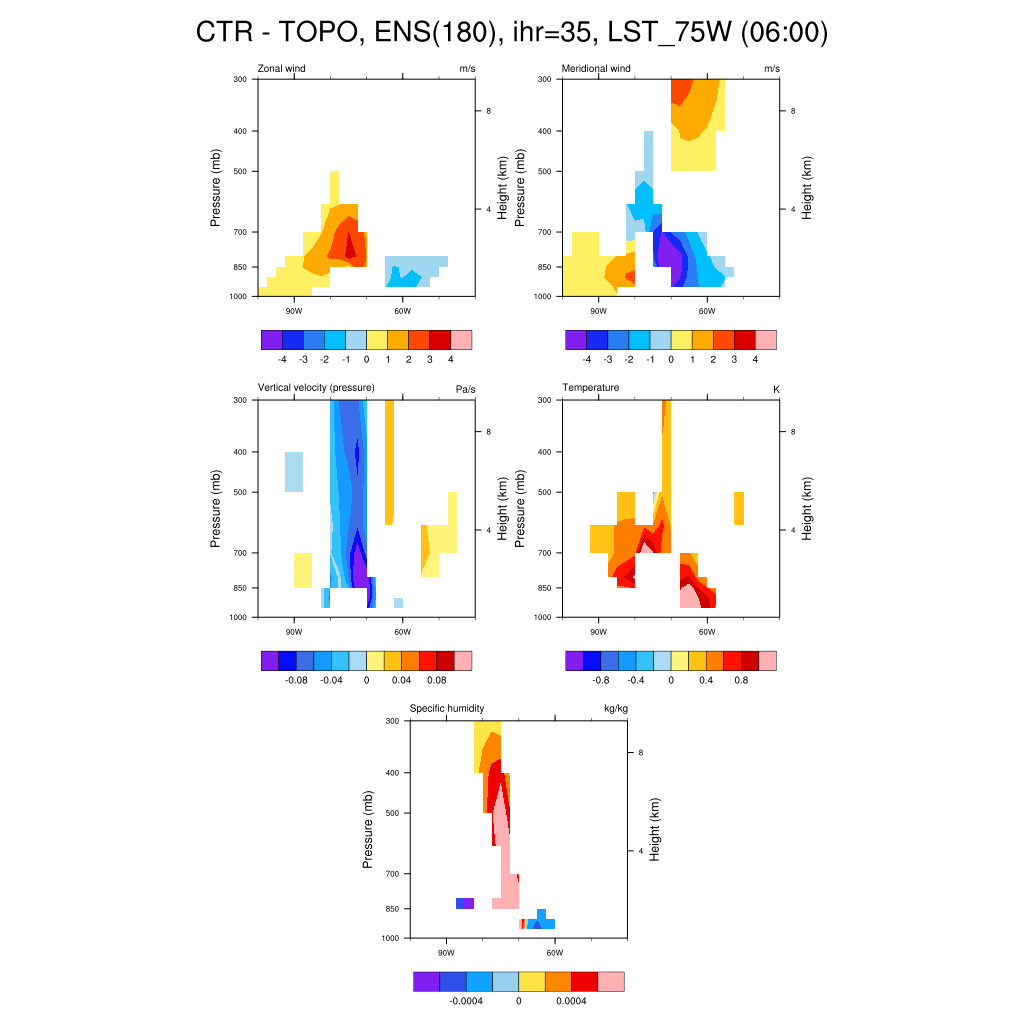 CTR - TOPO, ENS(180), ihr=35, LST_75W (06:00)
Zonal wind m/s
Pressure (mb)
300
400
500
700
850
1000
8
4
Height (km)
90W 60W
-4 -3 -2 -1 0 1 2 3 4
Meridional wind m/s
Pressure (mb)
300
400
500
700
850
1000
8
4
Height (km)
90W 60W
-4 -3 -2 -1 0 1 2 3 4
Vertical velocity (pressure) Pa/s
Pressure (mb)
300
400
500
700
850
1000
8
4
Height (km)
90W 60W
-0.08 -0.04 0 0.04 0.08
Temperature K
Pressure (mb)
300
400
500
700
850
1000
8
4
Height (km)
90W 60W
-0.8 -0.4 0 0.4 0.8
Specific humidity kg/kg
Pressure (mb)
300
400
500
700
850
1000
8
4
Height (km)
90W 60W
-0.0004 0 0.0004